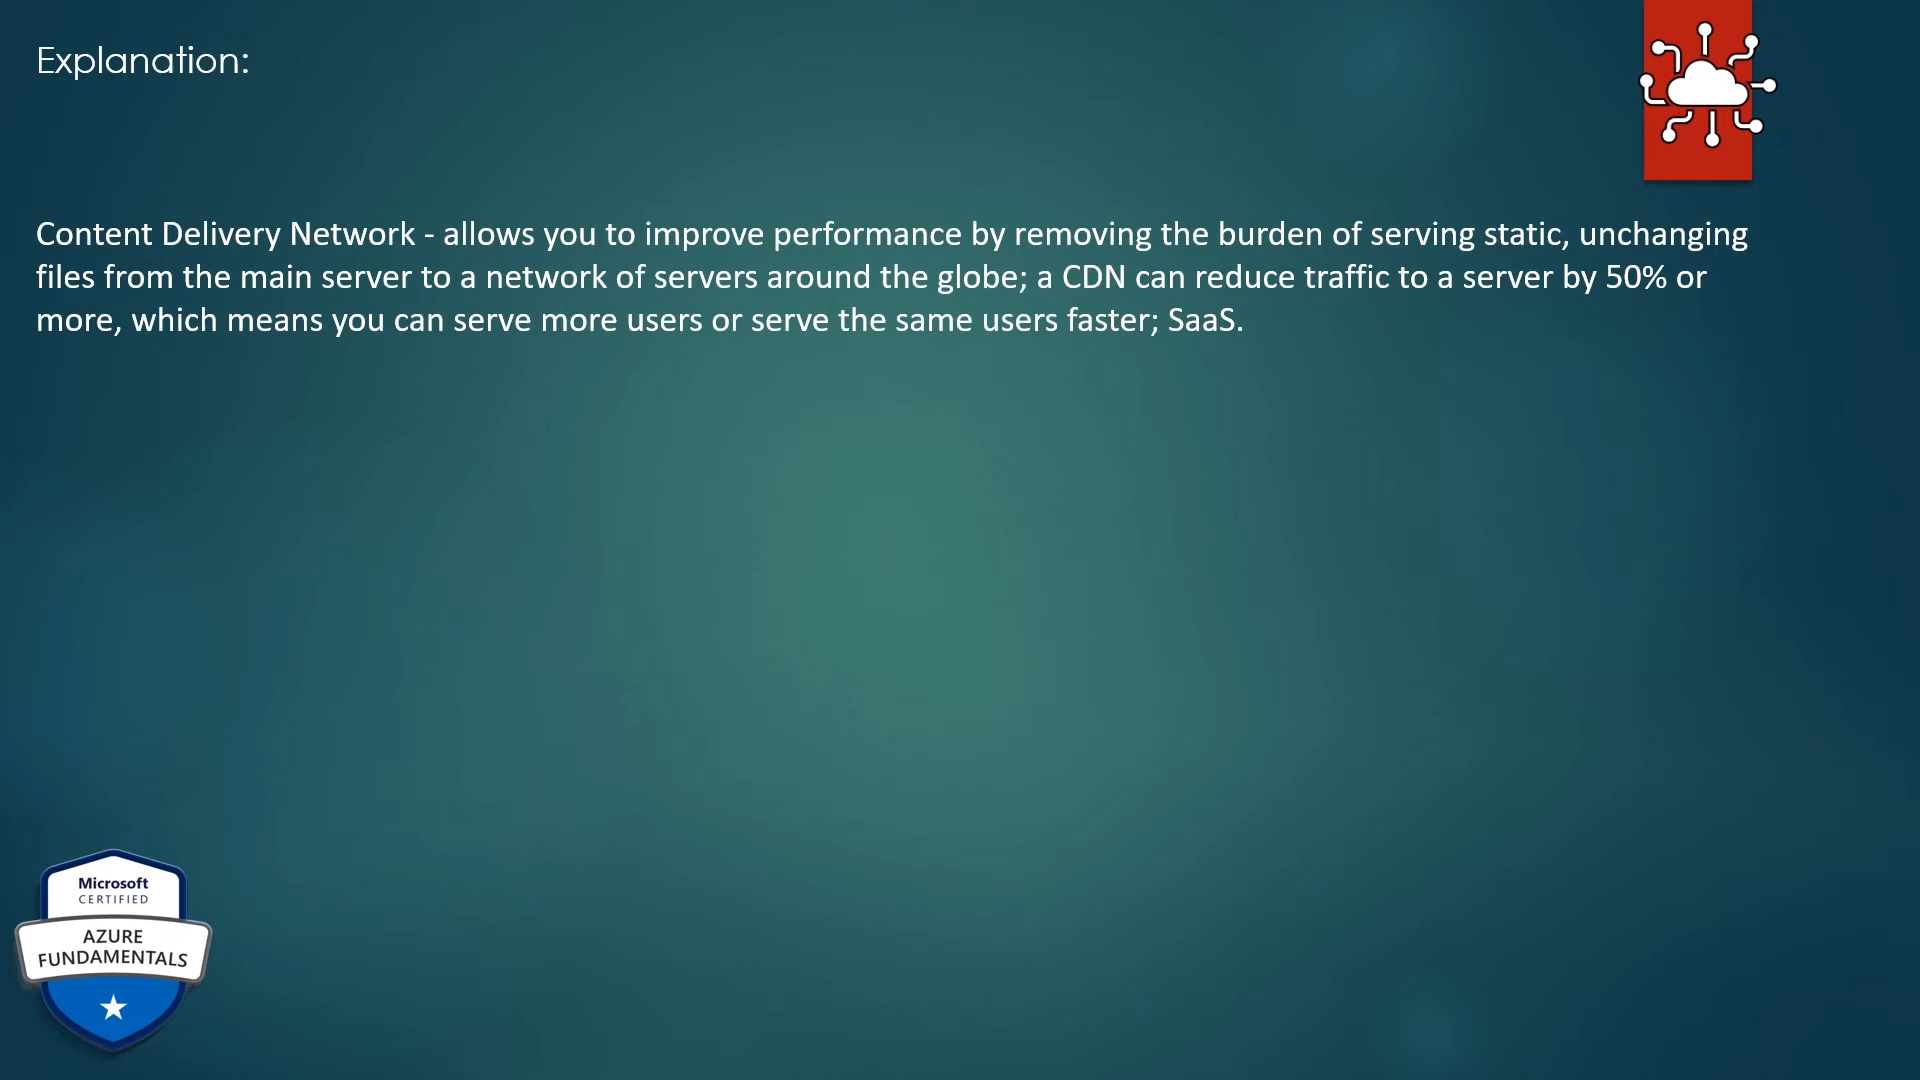 Explanation:
Content Delivery Network - allows you to improve performance by removing the burden of serving static, unchanging
files from the main server to a network of servers around the globe; a CDN can reduce traffic to a server by 50% or
more, which means you can serve more users or serve the same users faster; SaaS.
Microsoft
CERTIFIED
AZURE
FUNDAMENTALS